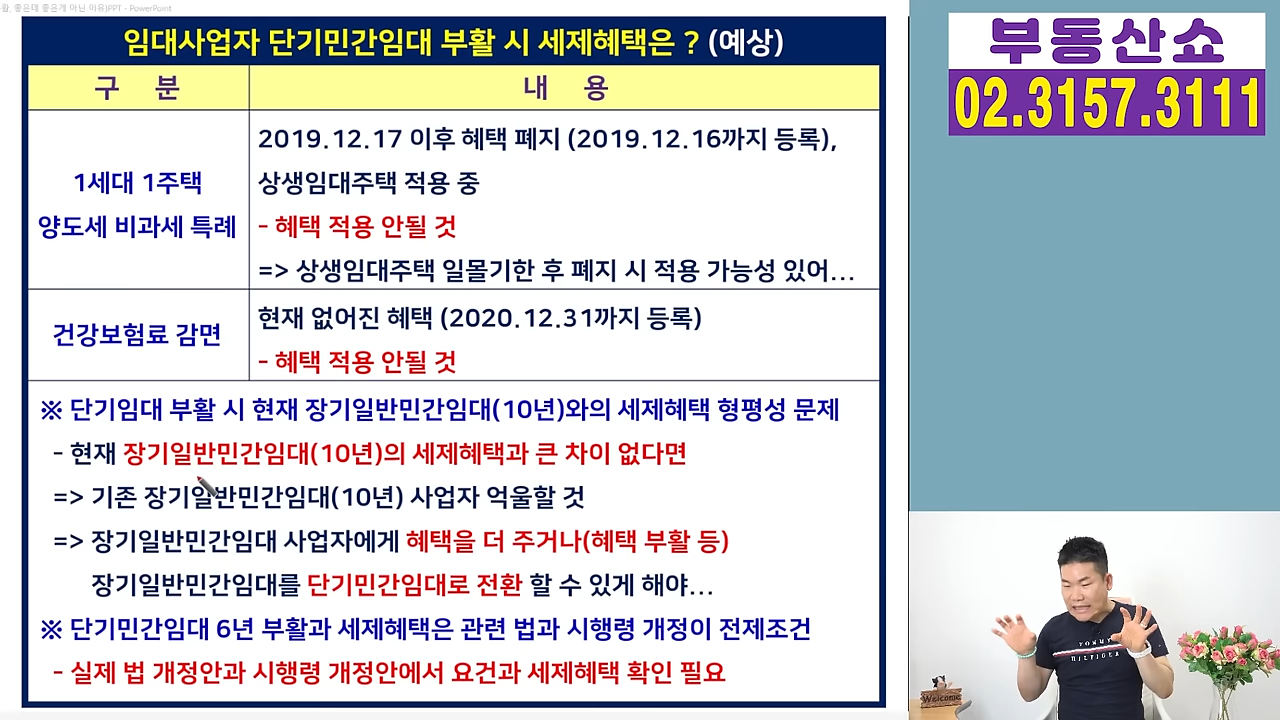 활, 좋은데 좋은게 아닌 이유)PPT - PowerPoint
임대사업자 단기민간임대 부활 시 세제혜택은 ? (예상)
구 분
내 용
1세대 1주택
양도세 비과세 특례
2019.12.17 이후 혜택 폐지 (2019.12.16까지 등록),
상생임대주택 적용 중
- 혜택 적용 안될 것
=> 상생임대주택 일몰기한 후 폐지 시 적용 가능성 있어...
건강보험료 감면
현재 없어진 혜택 (2020.12.31까지 등록)
- 혜택 적용 안될 것
※ 단기임대 부활 시 현재 장기일반민간임대(10년)와의 세제혜택 형평성 문제
- 현재 장기일반민간임대(10년)의 세제혜택과 큰 차이 없다면
=> 기존 장기일반민간임대(10년) 사업자 억울할 것
=> 장기일반민간임대 사업자에게 혜택을 더 주거나(혜택 부활 등)
장기일반민간임대를 단기민간임대로 전환 할 수 있게 해야...
※ 단기민간임대 6년 부활과 세제혜택은 관련 법과 시행령 개정이 전제조건
- 실제 법 개정안과 시행령 개정안에서 요건과 세제혜택 확인 필요
부동산쇼
02.3157.3111
TOMMY
HILFIGER
Welcome